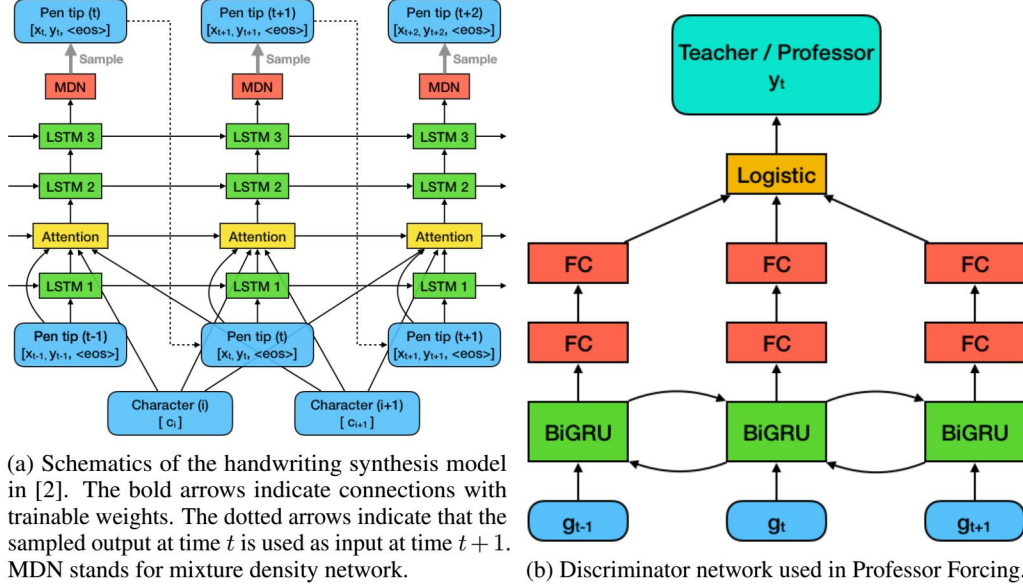 Pen tip (t)
[xt, yt, <eos>]
Pen tip (t+1)
[xt+1, yt+1, <eos>]
Pen tip (t+2)
[xt+2, yt+2, <eos>]
Sample
Sample
Sample
MDN
MDN
MDN
LSTM 3
LSTM 3
LSTM 3
LSTM 2
LSTM 2
LSTM 2
Attention
Attention
Attention
LSTM 1
LSTM 1
LSTM 1
Pen tip (t-1)
[xt-1, yt-1, <eos>]
Pen tip (t)
[xt, yt, <eos>]
Pen tip (t+1)
[xt+1, yt+1, <eos>]
Character (i)
[ ci ]
Character (i+1)
[ ci+1 ]
(a) Schematics of the handwriting synthesis model
in [2]. The bold arrows indicate connections with
trainable weights. The dotted arrows indicate that the
sampled output at time t is used as input at time t + 1.
MDN stands for mixture density network.
Teacher / Professor
yt
Logistic
FC
FC
FC
FC
FC
FC
BiGRU
BiGRU
BiGRU
gt-1
gt
gt+1
(b) Discriminator network used in Professor Forcing.